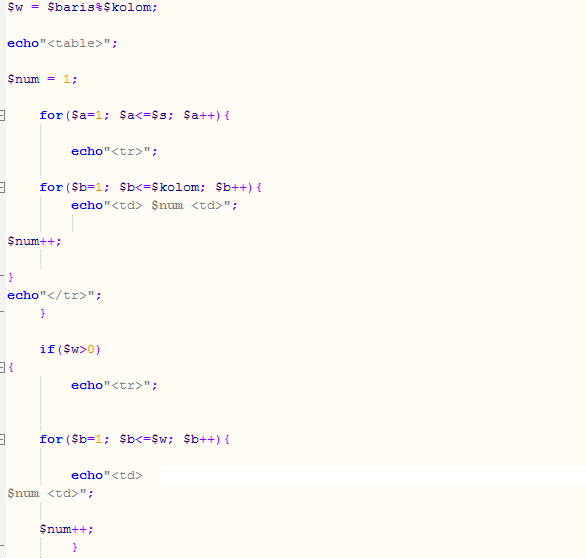 $w = $baris%$kolom;
echo"<table>";
$num = 1;
for($a=1; $a<=$s; $a++){
echo"<tr>";
for($b=1; $b<=$kolom; $b++){
echo"<td> $num <td>";
$num++;
}
echo"</tr>";
}
if($w>0)
{
echo"<tr>";
for($b=1; $b<=$w; $b++){
echo"<td>
$num <td>";
$num++;
}